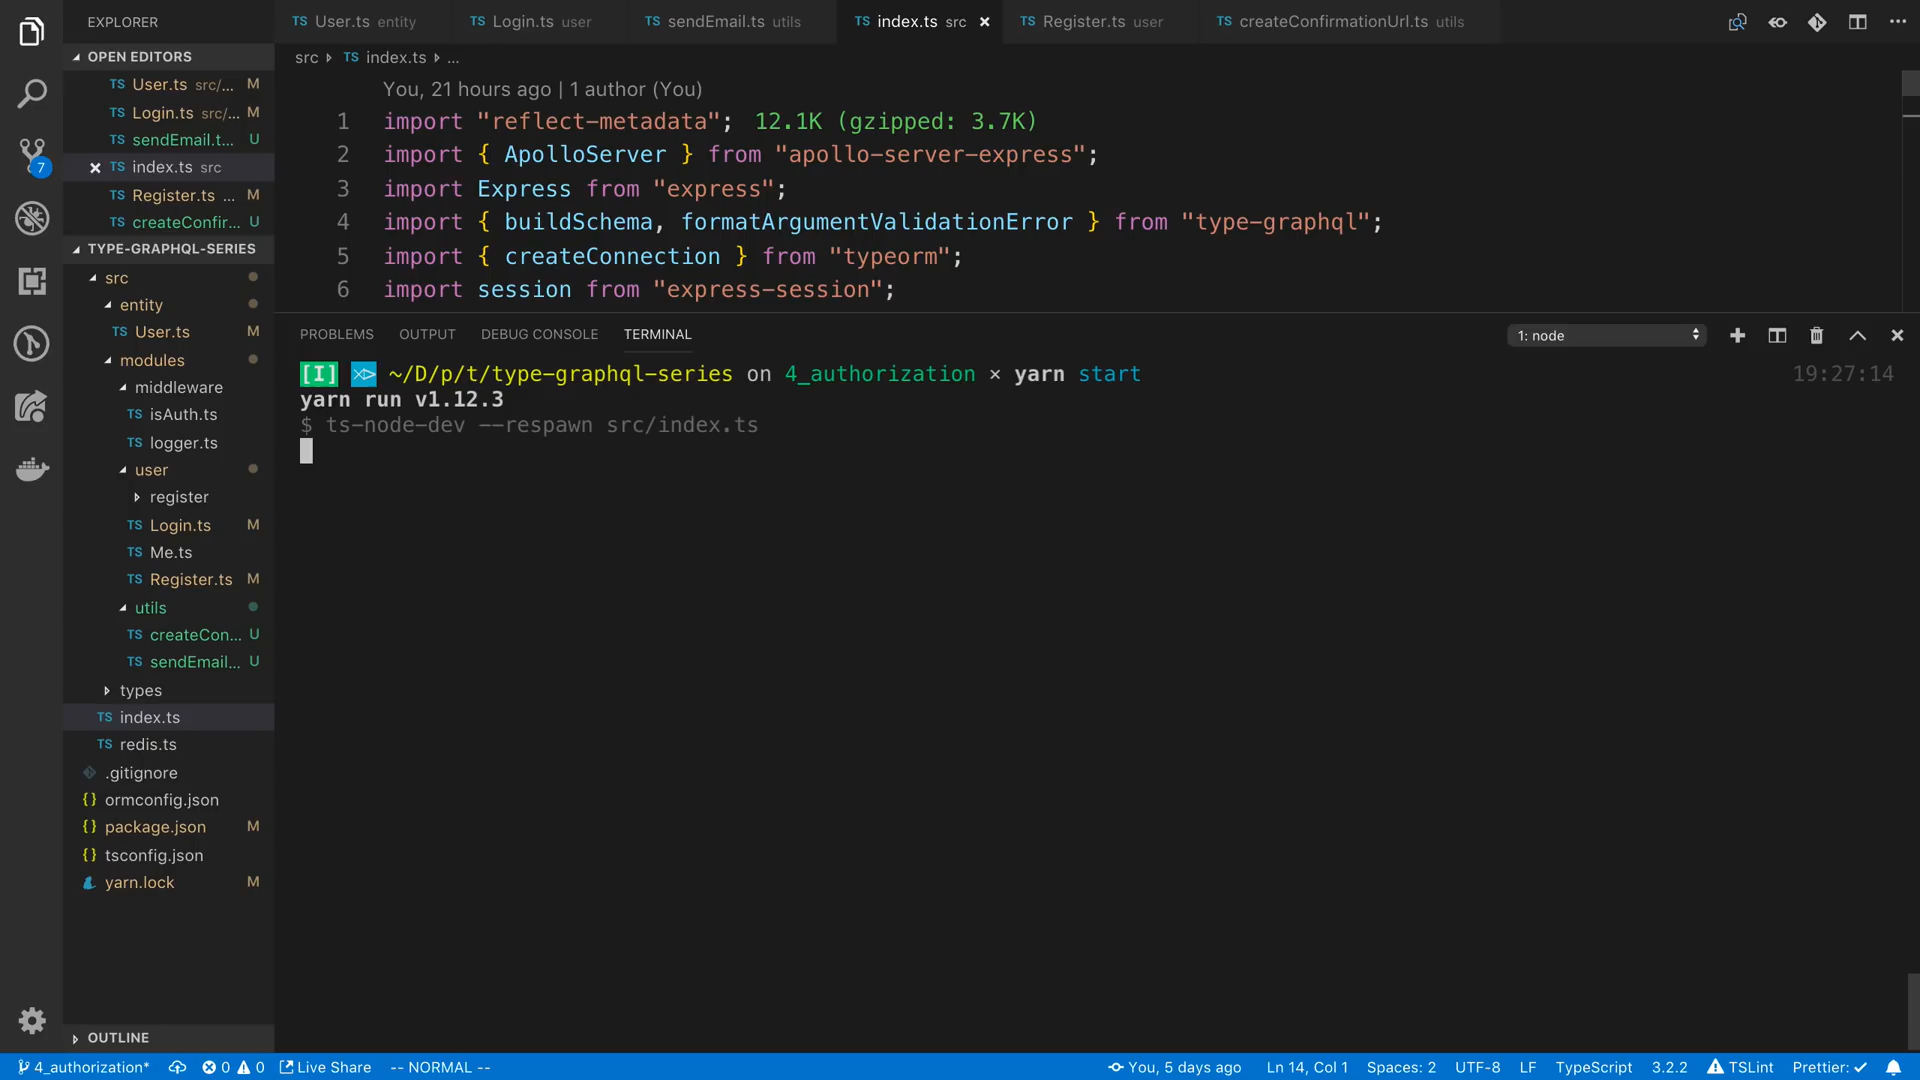 EXPLORER
OPEN EDITORS
TS User.ts src/... M
TS Login.ts src/... M
TS sendEmail.t... U
TS index.ts src
TS Register.ts ... M
TS createConfir... U
TYPE-GRAPHQL-SERIES
src
entity
TS User.ts M
modules
middleware
TS isAuth.ts
TS logger.ts
user
register
TS Login.ts M
TS Me.ts
TS Register.ts M
utils
TS createCon... U
TS sendEmail... U
types
TS index.ts
TS redis.ts
.gitignore
{} ormconfig.json
{} package.json M
{} tsconfig.json
yarn.lock M
OUTLINE
7
TS User.ts entity
TS Login.ts user
TS sendEmail.ts utils
TS index.ts src
TS Register.ts user
TS createConfirmationUrl.ts utils
src TS index.ts ...
You, 21 hours ago | 1 author (You)
1 import "reflect-metadata"; 12.1K (gzipped: 3.7K)
2 import { ApolloServer } from "apollo-server-express";
3 import Express from "express";
4 import { buildSchema, formatArgumentValidationError } from "type-graphql";
5 import { createConnection } from "typeorm";
6 import session from "express-session";
PROBLEMS OUTPUT DEBUG CONSOLE TERMINAL 1: node
[I] ~/D/p/t/type-graphql-series on 4_authorization × yarn start 19:27:14
yarn run v1.12.3
$ ts-node-dev --respawn src/index.ts
4_authorization* 0 0 Live Share -- NORMAL -- You, 5 days ago Ln 14, Col 1 Spaces: 2 UTF-8 LF TypeScript 3.2.2 TSLint Prettier: ✓